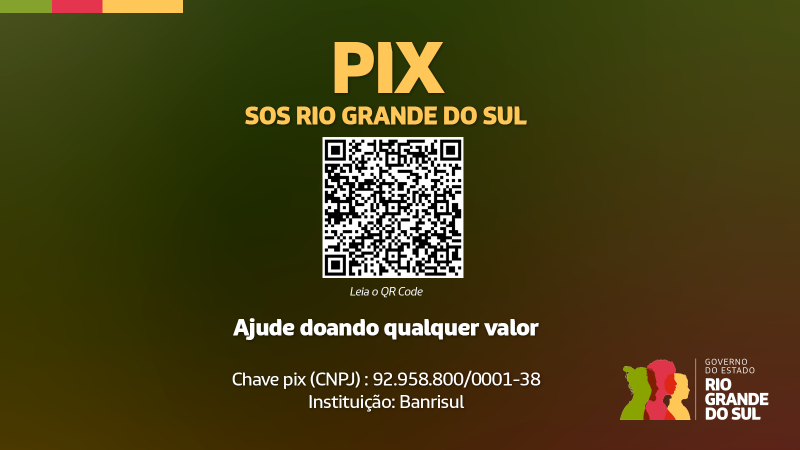 PIX
SOS RIO GRANDE DO SUL
Leia o QR Code
Ajude doando qualquer valor
Chave pix (CNPJ) : 92.958.800/0001-38
Instituição: Banrisul
GOVERNO
DO ESTADO
RIO
GRANDE
DO SUL